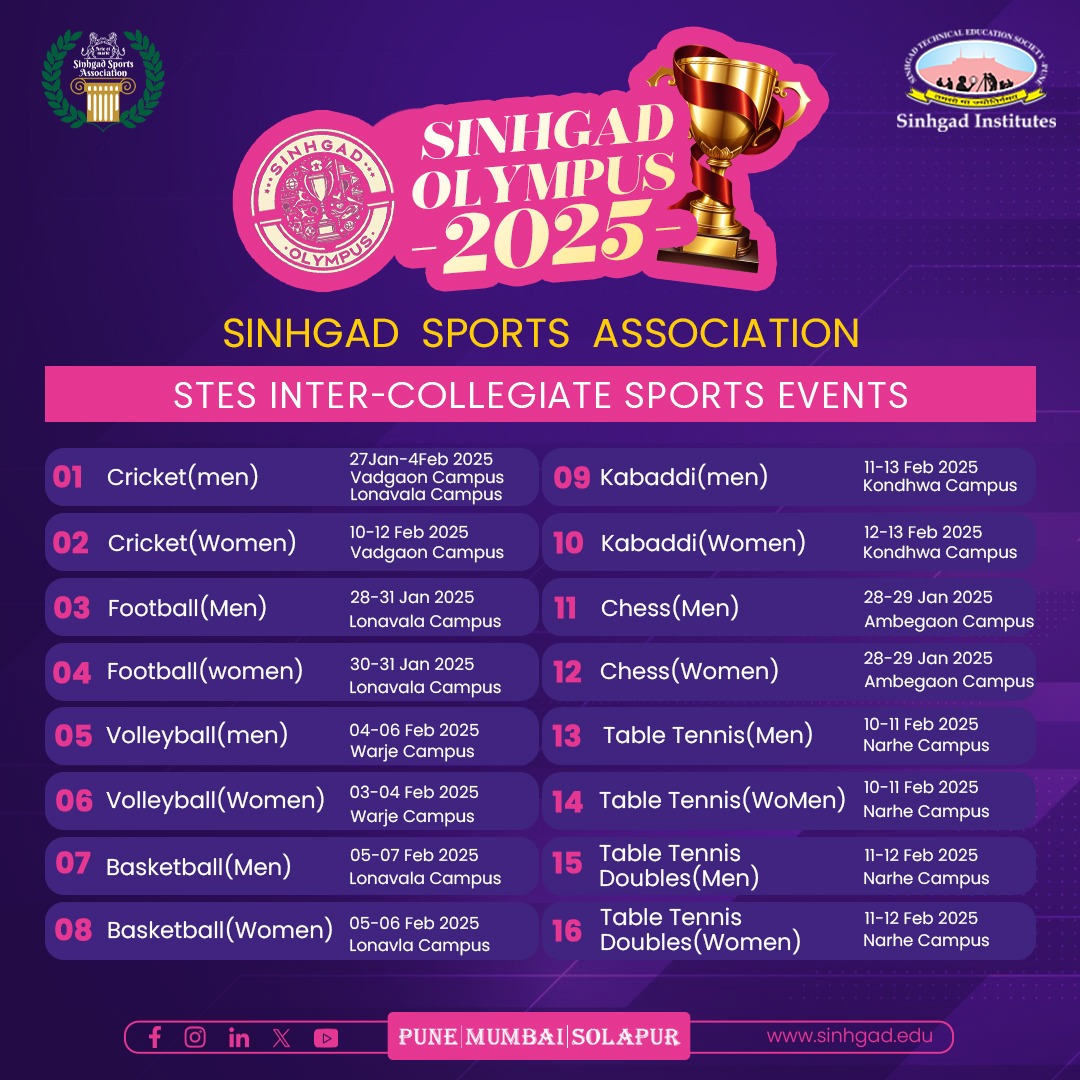 Arte et
marte
Sinhgad Sports
Association
SINHGAD TECHNICAL EDUCATION SOCIETY · PUNE
तमसो मा ज्योतिर्गमय
Sinhgad Institutes
SINHGAD
OLYMPUS
SINHGAD
OLYMPUS
-2025-
SINHGAD SPORTS ASSOCIATION
STES INTER-COLLEGIATE SPORTS EVENTS
01 Cricket(men)
27Jan-4Feb 2025
Vadgaon Campus
Lonavala Campus
02 Cricket(Women)
10-12 Feb 2025
Vadgaon Campus
03 Football(Men)
28-31 Jan 2025
Lonavala Campus
04 Football(women)
30-31 Jan 2025
Lonavala Campus
05 Volleyball(men)
04-06 Feb 2025
Warje Campus
06 Volleyball(Women)
03-04 Feb 2025
Warje Campus
07 Basketball(Men)
05-07 Feb 2025
Lonavala Campus
08 Basketball(Women)
05-06 Feb 2025
Lonavla Campus
09 Kabaddi(men)
11-13 Feb 2025
Kondhwa Campus
10 Kabaddi(Women)
12-13 Feb 2025
Kondhwa Campus
11 Chess(Men)
28-29 Jan 2025
Ambegaon Campus
12 Chess(Women)
28-29 Jan 2025
Ambegaon Campus
13 Table Tennis(Men)
10-11 Feb 2025
Narhe Campus
14 Table Tennis(WoMen)
10-11 Feb 2025
Narhe Campus
15 Table Tennis
Doubles(Men)
11-12 Feb 2025
Narhe Campus
16 Table Tennis
Doubles(Women)
11-12 Feb 2025
Narhe Campus
PUNE|MUMBAI|SOLAPUR
www.sinhgad.edu